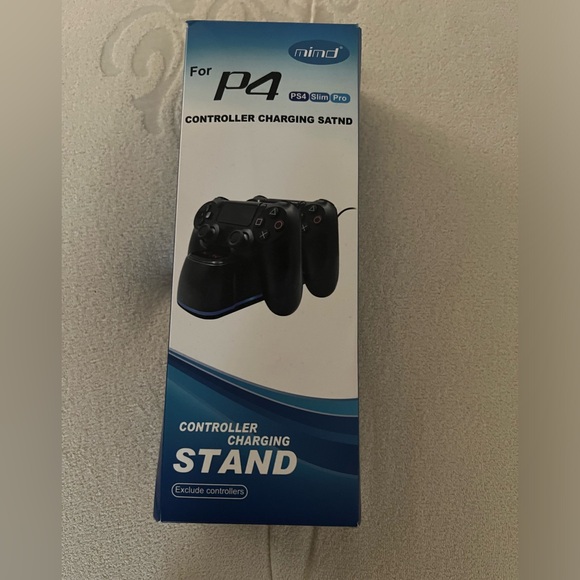 mimd
For P4
PS4 Slim Pro
CONTROLLER CHARGING SATND
CONTROLLER
CHARGING
STAND
Exclude controllers